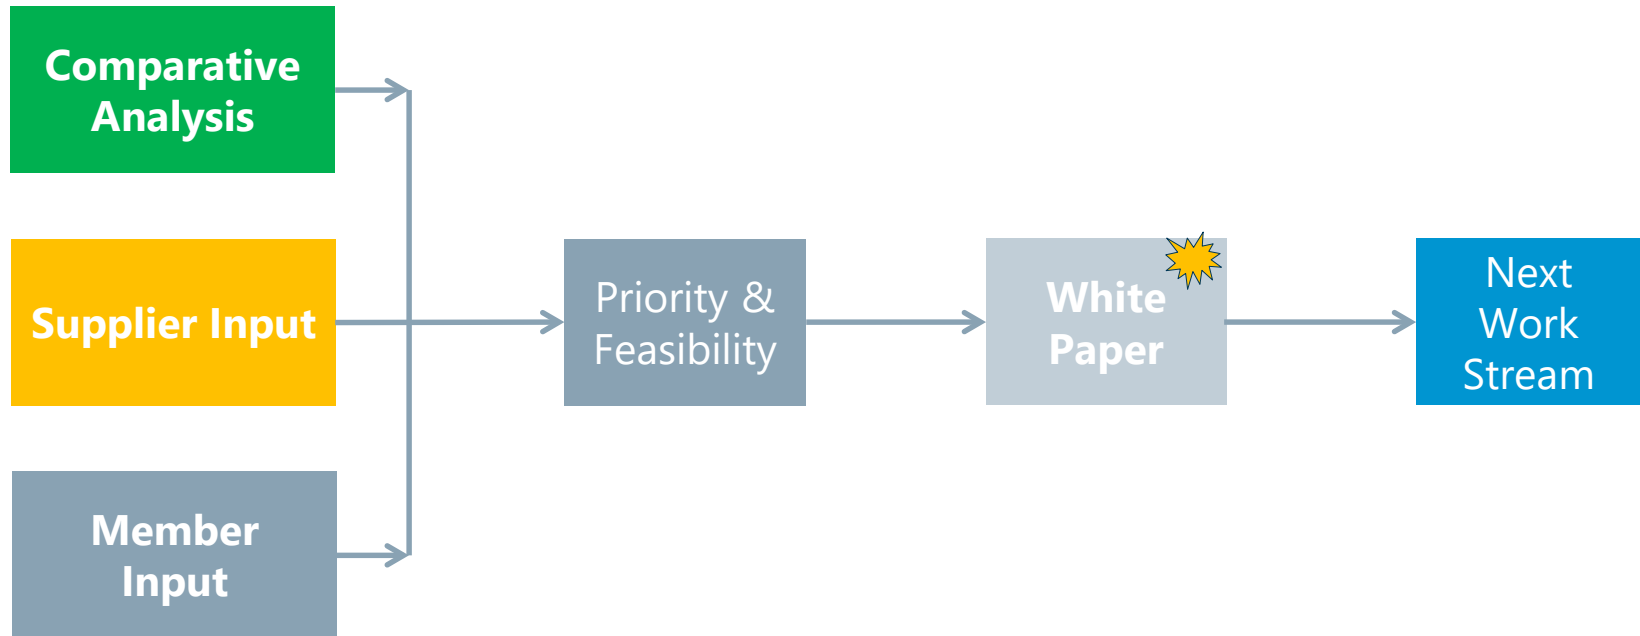 Comparative
Analysis
Supplier Input
Member
Input
Priority &
Feasibility
White
Paper
Next
Work
Stream